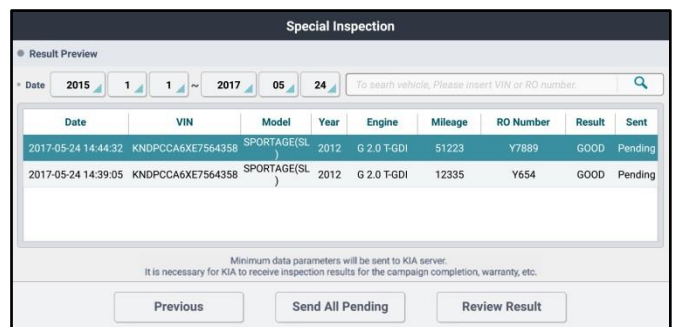 Special Inspection
Result Preview
Date 2015 1 1 ~ 2017 05 24 To searh vehicle, Please insert VIN or RO number.
Date VIN Model Year Engine Mileage RO Number Result Sent
2017-05-24 14:44:32 KNDPCCA6XE7564358 SPORTAGE(SL) 2012 G 2.0 T-GDI 51223 Y7889 GOOD Pending
2017-05-24 14:39:05 KNDPCCA6XE7564358 SPORTAGE(SL) 2012 G 2.0 T-GDI 12335 Y654 GOOD Pending
Minimum data parameters will be sent to KIA server.
It is necessary for KIA to receive inspection results for the campaign completion, warranty, etc.
Previous Send All Pending Review Result